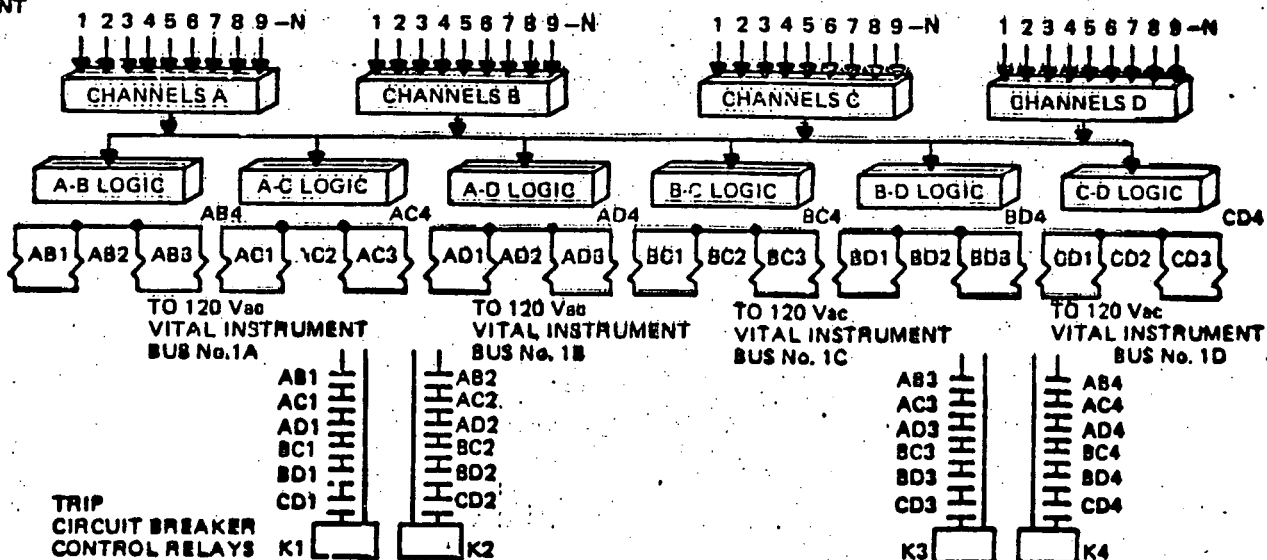 NT
1 2 3 4 5 6 7 8 9 -N 1 2 3 4 5 6 7 8 9 -N 1 2 3 4 5 6 7 8 9 -N 1 2 3 4 5 6 7 8 9 -N
CHANNELS A CHANNELS B CHANNELS C CHANNELS D
A-B LOGIC A-C LOGIC A-D LOGIC B-C LOGIC B-D LOGIC C-D LOGIC
AB4 AC4 AD4 BC4 BD4 CD4
AB1 AB2 AB3 AC1 AC2 AC3 AD1 AD2 AD3 BC1 BC2 BC3 BD1 BD2 BD3 CD1 CD2 CD3
TO 120 Vac TO 120 Vac TO 120 Vac TO 120 Vac
VITAL INSTRUMENT VITAL INSTRUMENT VITAL INSTRUMENT VITAL INSTRUMENT
BUS No. 1A BUS No. 1B BUS No. 1C BUS No. 1D
AB1 AB2 AB3 AB4
AC1 AC2 AC3 AC4
AD1 AD2 AD3 AD4
BC1 BC2 BC3 BC4
BD1 BD2 BD3 BD4
CD1 CD2 CD3 CD4
TRIP
CIRCUIT BREAKER
CONTROL RELAYS K1 K2 K3 K4